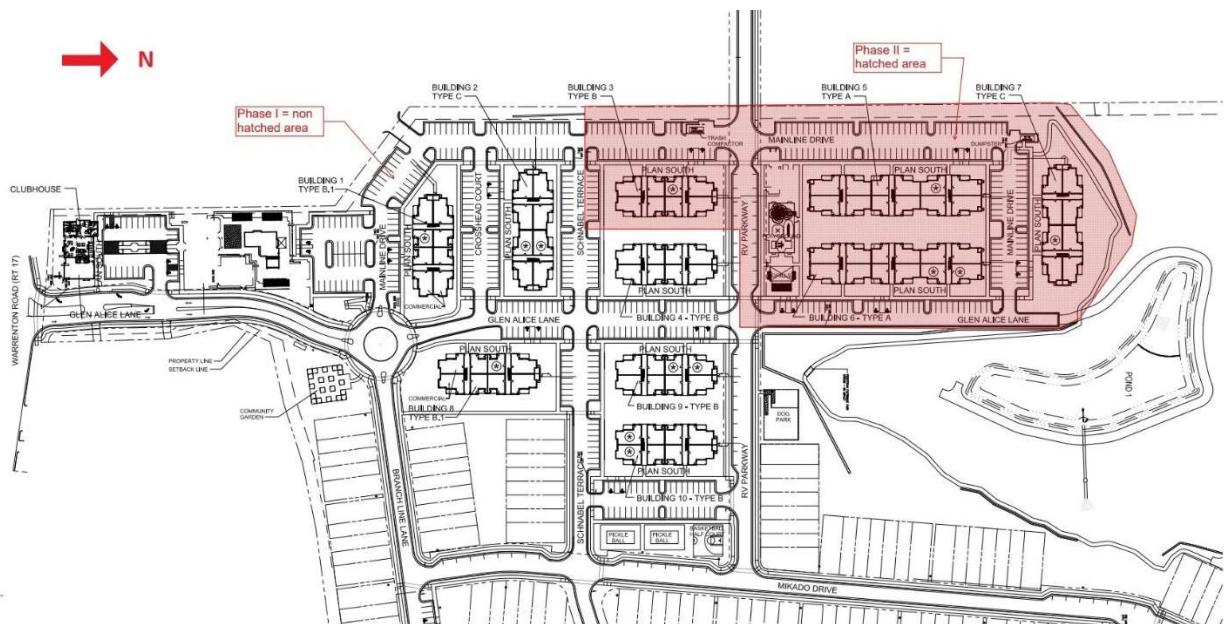 N
Phase I = non
hatched area
Phase II =
hatched area
BUILDING 2
TYPE C
BUILDING 3
TYPE B
BUILDING 5
TYPE A
BUILDING 7
TYPE C
TRASH
COMPACTOR
MAINLINE DRIVE
DUMPSTER
CLUBHOUSE
BUILDING 1
TYPE B.1
MAINLINE DRIVE
PLAN SOUTH
CROSSHEAD COURT
PLAN SOUTH
SCHNABEL TERRACE
PLAN SOUTH
RV PARKWAY
PLAN SOUTH
MAINLINE DRIVE
PLAN SOUTH
WARRENTON ROAD (RT 17)
GLEN ALICE LANE
COMMERCIAL
GLEN ALICE LANE
PLAN SOUTH
BUILDING 4 - TYPE B
PLAN SOUTH
BUILDING 6 - TYPE A
GLEN ALICE LANE
PROPERTY LINE
SETBACK LINE
COMMUNITY
GARDEN
PLAN SOUTH
COMMERCIAL
BUILDING 8
TYPE B.1
PLAN SOUTH
BUILDING 9 - TYPE B
PLAN SOUTH
BUILDING 10 - TYPE B
DOG
PARK
POND 1
BRANCH LINE LANE
SCHNABEL TERRACE
RV PARKWAY
PICKLE
BALL
PICKLE
BALL
BASKETBALL
HALF COURT
MIKADO DRIVE